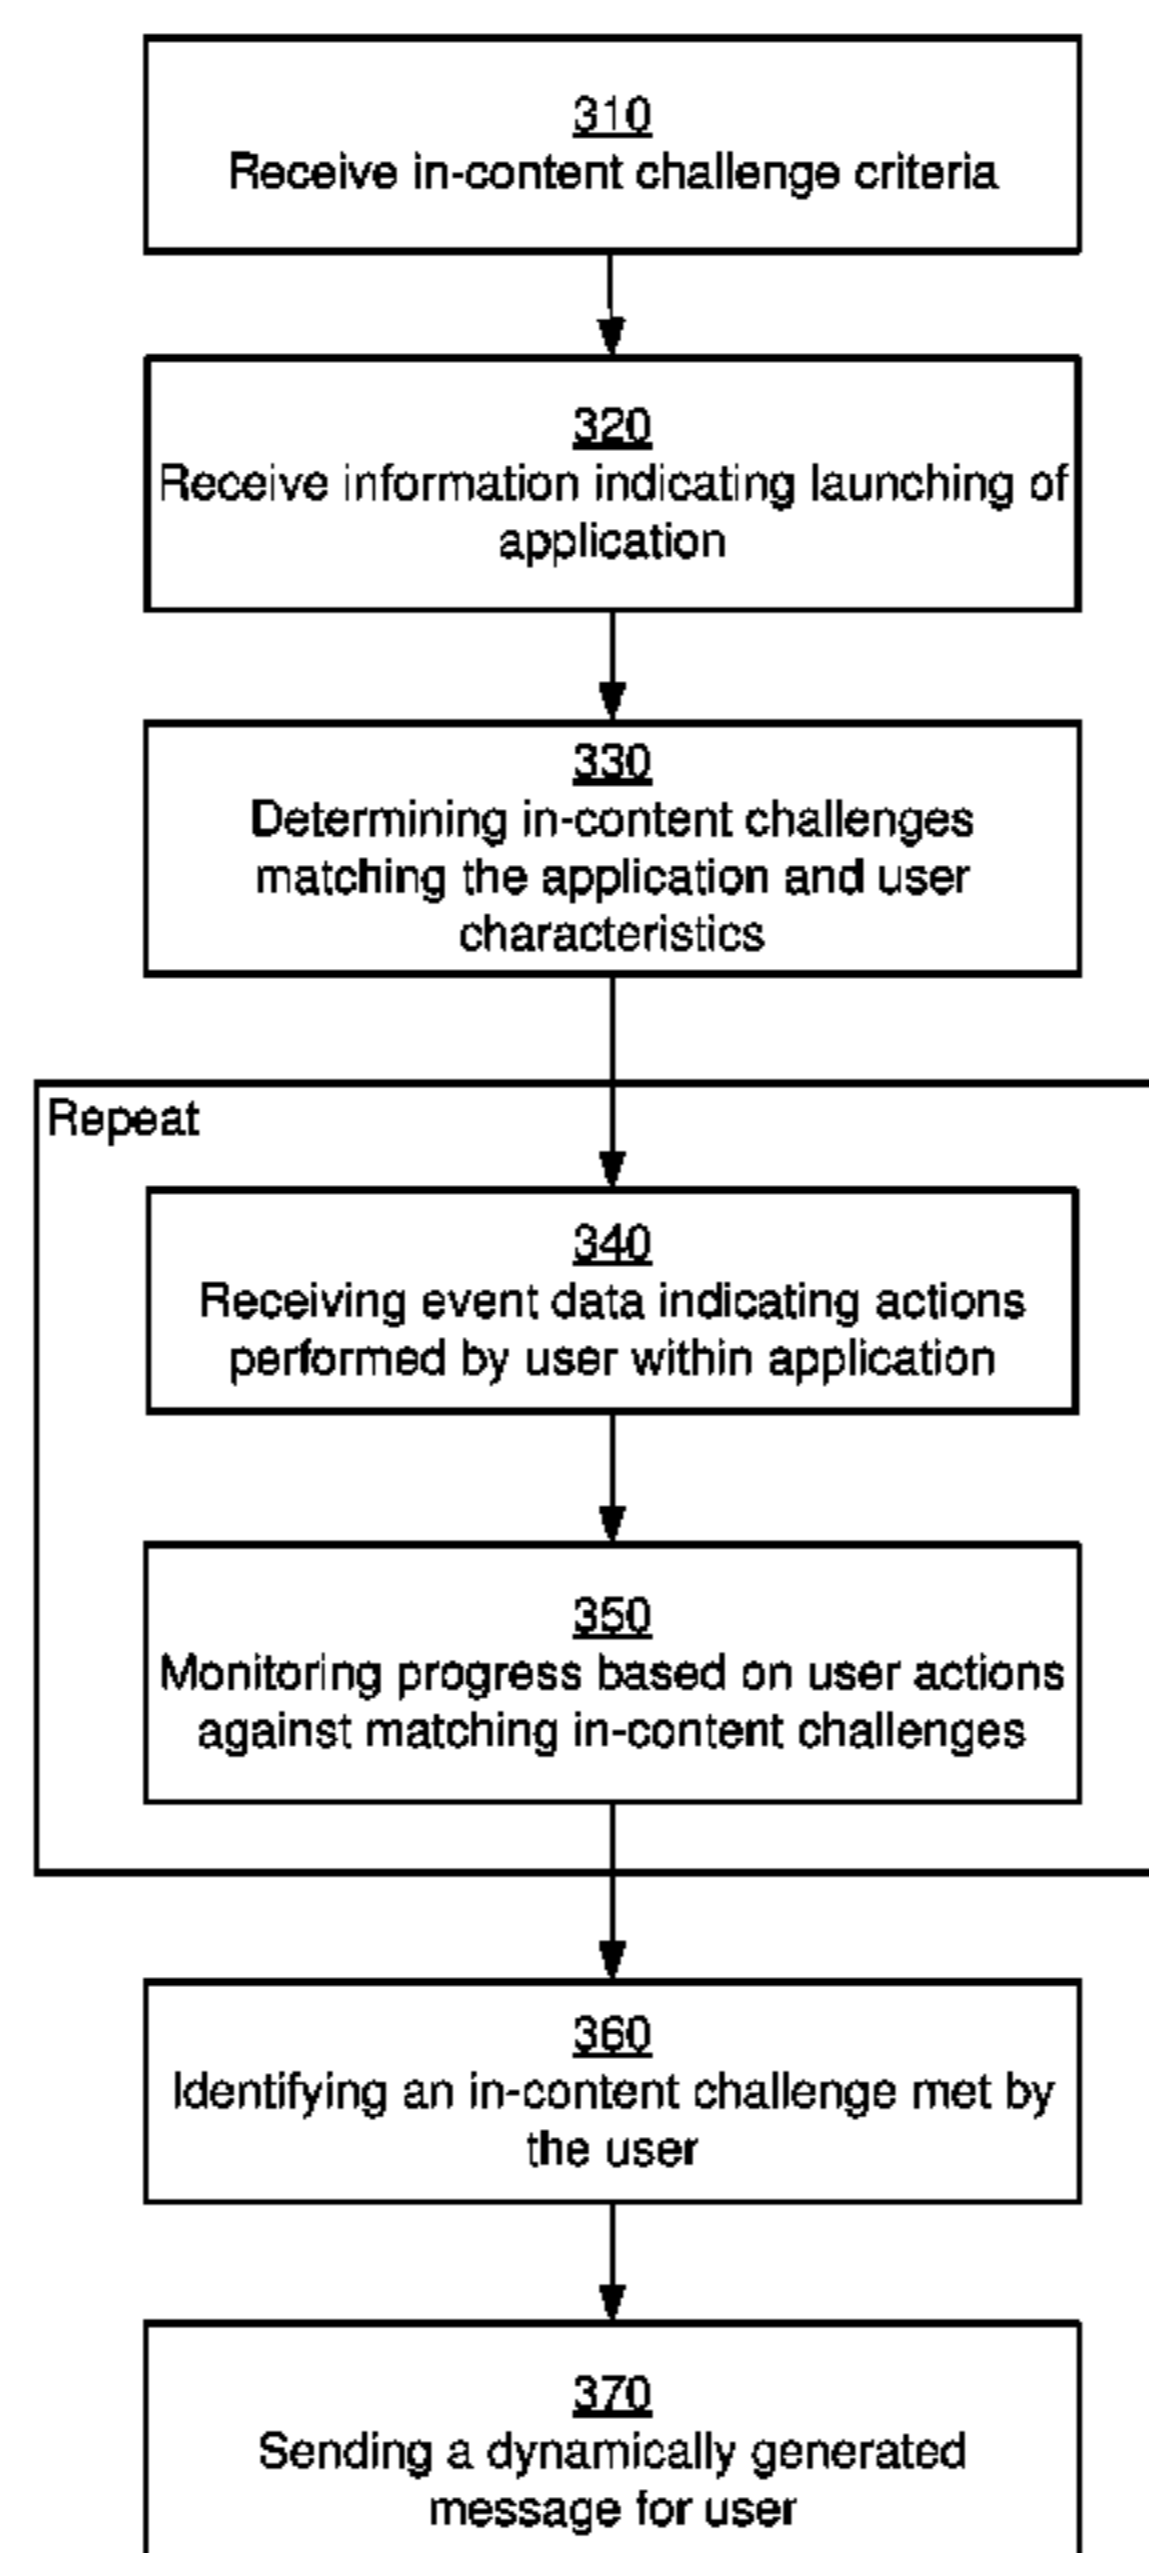 310
Receive in-content challenge criteria
320
Receive information indicating launching of
application
330
Determining in-content challenges
matching the application and user
characteristics
Repeat
340
Receiving event data indicating actions
performed by user within application
350
Monitoring progress based on user actions
against matching in-content challenges
360
Identifying an in-content challenge met by
the user
370
Sending a dynamically generated
message for user